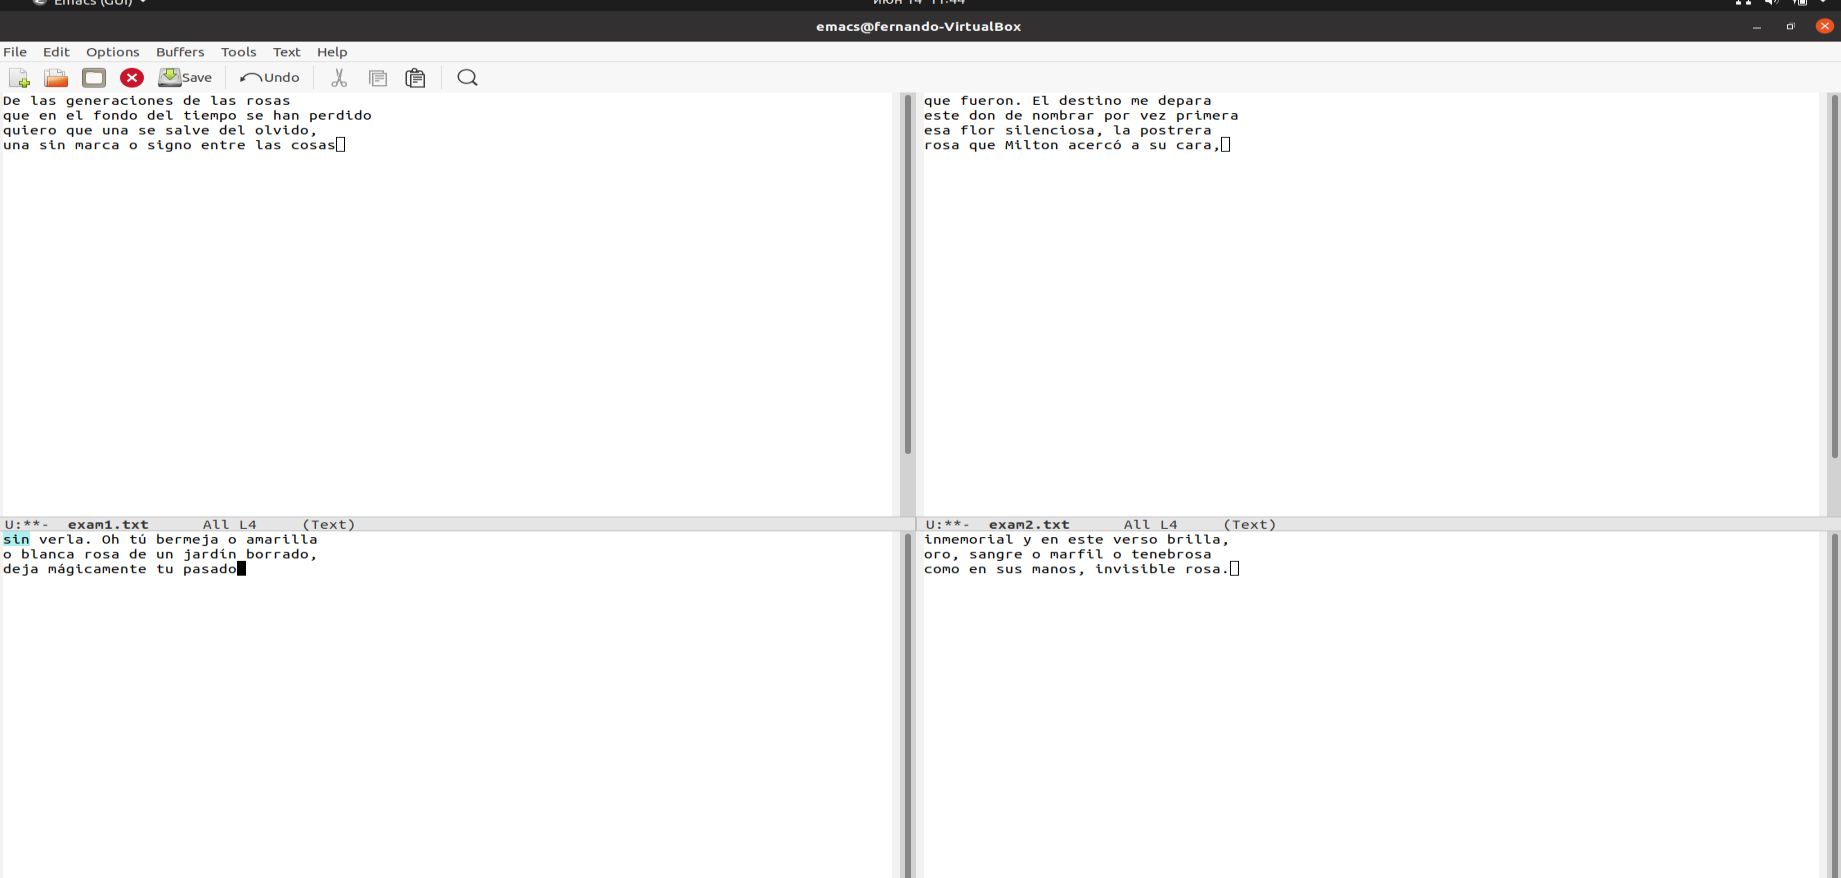 Emacs (GUI)
июн 14 11:44
emacs@fernando-VirtualBox
File Edit Options Buffers Tools Text Help
Save Undo
De las generaciones de las rosas
que en el fondo del tiempo se han perdido
quiero que una se salve del olvido,
una sin marca o signo entre las cosas
U:**- exam1.txt All L4 (Text)
que fueron. El destino me depara
este don de nombrar por vez primera
esa flor silenciosa, la postrera
rosa que Milton acercó a su cara,
U:**- exam2.txt All L4 (Text)
sin verla. Oh tú bermeja o amarilla
o blanca rosa de un jardín borrado,
deja mágicamente tu pasado
inmemorial y en este verso brilla,
oro, sangre o marfil o tenebrosa
como en sus manos, invisible rosa.